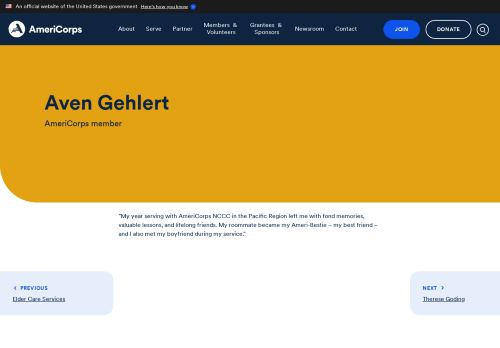 An official website of the United States government Here's how you know
AmeriCorps
About Serve Partner Members & Volunteers Grantees & Sponsors Newsroom Contact JOIN DONATE
Aven Gehlert
AmeriCorps member
"My year serving with AmeriCorps NCCC in the Pacific Region left me with fond memories,
valuable lessons, and lifelong friends. My roommate became my Ameri-Bestie – my best friend –
and I also met my boyfriend during my service."
PREVIOUS
Elder Care Services
NEXT
Therese Goding